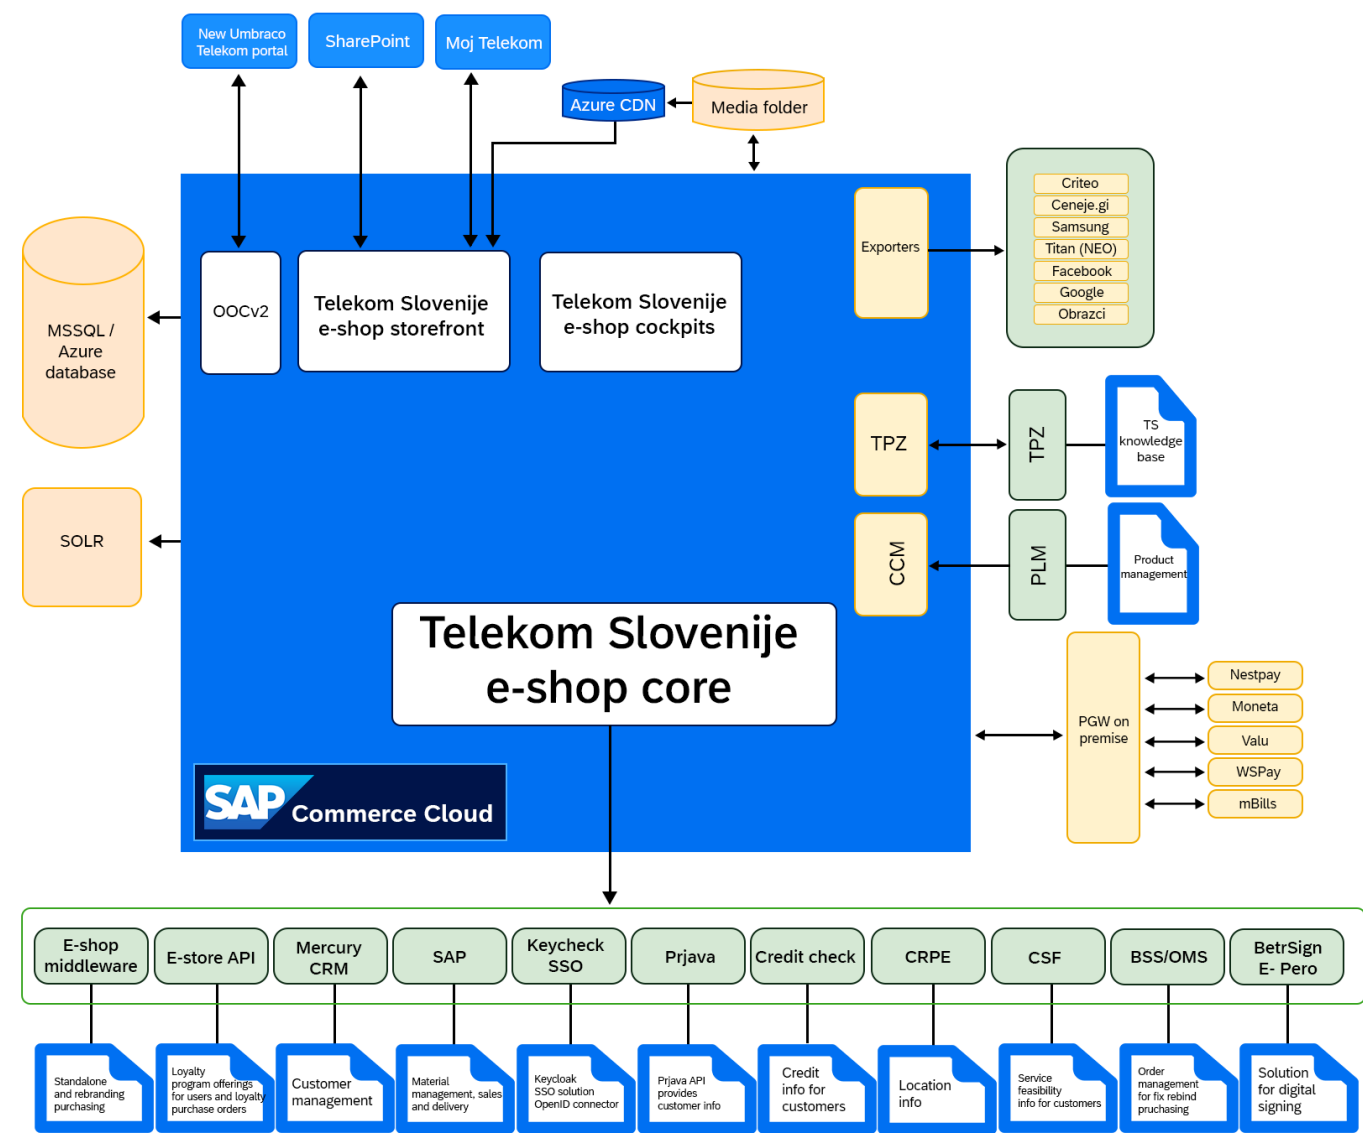 New Umbraco
Telekom portal
SharePoint
Moj Telekom
Azure CDN
Media folder
Criteo
Ceneje.gi
Samsung
Titan (NEO)
Facebook
Google
Obrazci
Exporters
MSSQL /
Azure
database
OOCv2
Telekom Slovenije
e-shop storefront
Telekom Slovenije
e-shop cockpits
TPZ
TPZ
TS
knowledge
base
SOLR
CCM
PLM
Product
management
Telekom Slovenije
e-shop core
PGW on
premise
Nestpay
Moneta
Valu
WSPay
mBills
SAP Commerce Cloud
E-shop
middleware
E-store API
Mercury
CRM
SAP
Keycheck
SSO
Prjava
Credit check
CRPE
CSF
BSS/OMS
BetrSign
E- Pero
Standalone
and rebranding
purchasing
Loyalty
program offerings
for users and loyalty
purchase orders
Customer
management
Material
management, sales
and delivery
Keycloak
SSO solution
OpenID connector
Prjava API
provides
customer info
Credit
info for
customers
Location
info
Service
feasibility
info for customers
Order
management
for fix rebind
pruchasing
Solution
for digital
signing